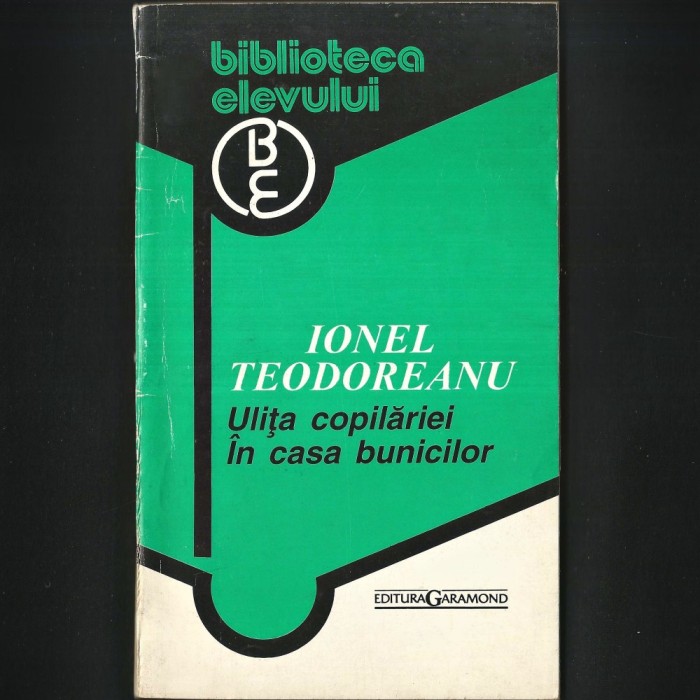 biblioteca
elevului
BE
IONEL
TEODOREANU
Uliţa copilăriei
În casa bunicilor
EDITURA GARAMOND